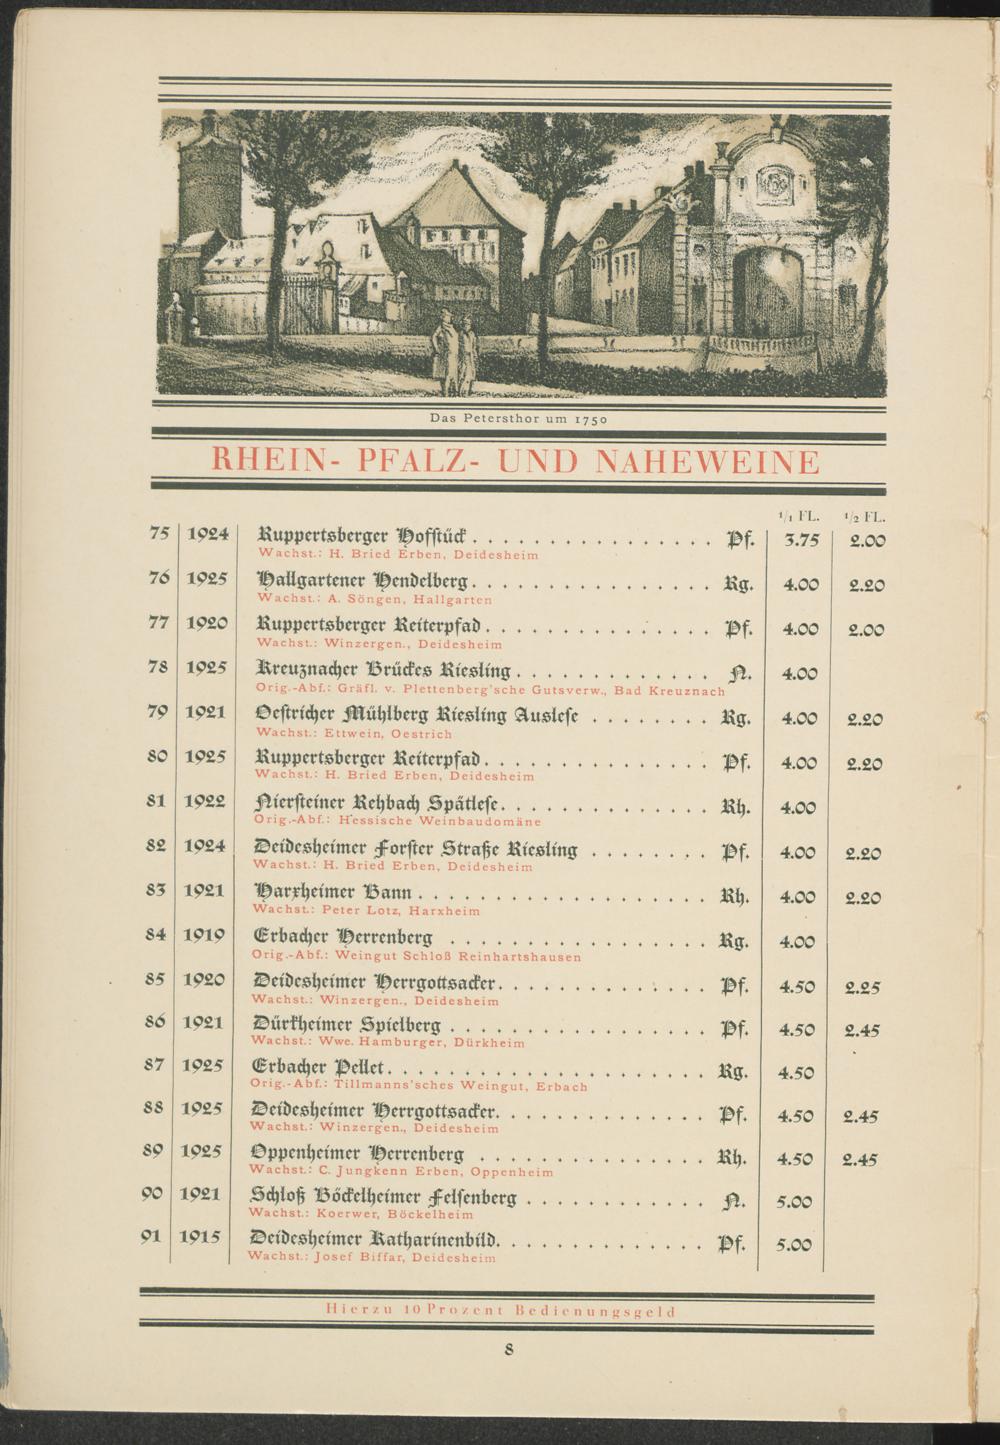 Das Petersthor um 1750
RHEIN- PFALZ- UND NAHEWEINE
1/1 FL. 1/2 FL.
75 1924 Ruppertsberger Hofstück . . . . . . . . . . . . . . . . Pf. 3.75 2.00
Wachst.: H. Bried Erben, Deidesheim
76 1925 Hallgartener Hendelberg . . . . . . . . . . . . . . . . Rg. 4.00 2.20
Wachst.: A. Söngen, Hallgarten
77 1920 Ruppertsberger Reiterpfad . . . . . . . . . . . . . . . Pf. 4.00 2.00
Wachst.: Winzergen., Deidesheim
78 1925 Kreuznacher Brückes Riesling . . . . . . . . . . . . . N. 4.00
Orig.-Abf.: Gräfl. v. Plettenberg'sche Gutsverw., Bad Kreuznach
79 1921 Oestricher Mühlberg Riesling Auslese . . . . . . . . Rg. 4.00 2.20
Wachst.: Ettwein, Oestrich
80 1925 Ruppertsberger Reiterpfad . . . . . . . . . . . . . . . Pf. 4.00 2.20
Wachst.: H. Bried Erben, Deidesheim
81 1922 Niersteiner Rehbach Spätlese . . . . . . . . . . . . . . Rh. 4.00
Orig.-Abf.: Hessische Weinbaudomäne
82 1924 Deidesheimer Forster Straße Riesling . . . . . . . . Pf. 4.00 2.20
Wachst.: H. Bried Erben, Deidesheim
83 1921 Harxheimer Bann . . . . . . . . . . . . . . . . . . . Rh. 4.00 2.20
Wachst.: Peter Lotz, Harxheim
84 1919 Erbacher Herrenberg . . . . . . . . . . . . . . . . . Rg. 4.00
Orig.-Abf.: Weingut Schloß Reinhartshausen
85 1920 Deidesheimer Herrgottsacker . . . . . . . . . . . . . . Pf. 4.50 2.25
Wachst.: Winzergen., Deidesheim
86 1921 Dürkheimer Spielberg . . . . . . . . . . . . . . . . . Pf. 4.50 2.45
Wachst.: Wwe. Hamburger, Dürkheim
87 1925 Erbacher Pellet . . . . . . . . . . . . . . . . . . . . . Rg. 4.50
Orig.-Abf.: Tillmanns'sches Weingut, Erbach
88 1925 Deidesheimer Herrgottsacker . . . . . . . . . . . . . . Pf. 4.50 2.45
Wachst.: Winzergen., Deidesheim
89 1925 Oppenheimer Herrenberg . . . . . . . . . . . . . . . Rh. 4.50 2.45
Wachst.: C. Jungkenn Erben, Oppenheim
90 1921 Schloß Böckelheimer Felsenberg . . . . . . . . . . . . N. 5.00
Wachst.: Koerwer, Böckelheim
91 1915 Deidesheimer Katharinenbild . . . . . . . . . . . . . . Pf. 5.00
Wachst.: Josef Biffar, Deidesheim
Hierzu 10 Prozent Bedienungsgeld
8